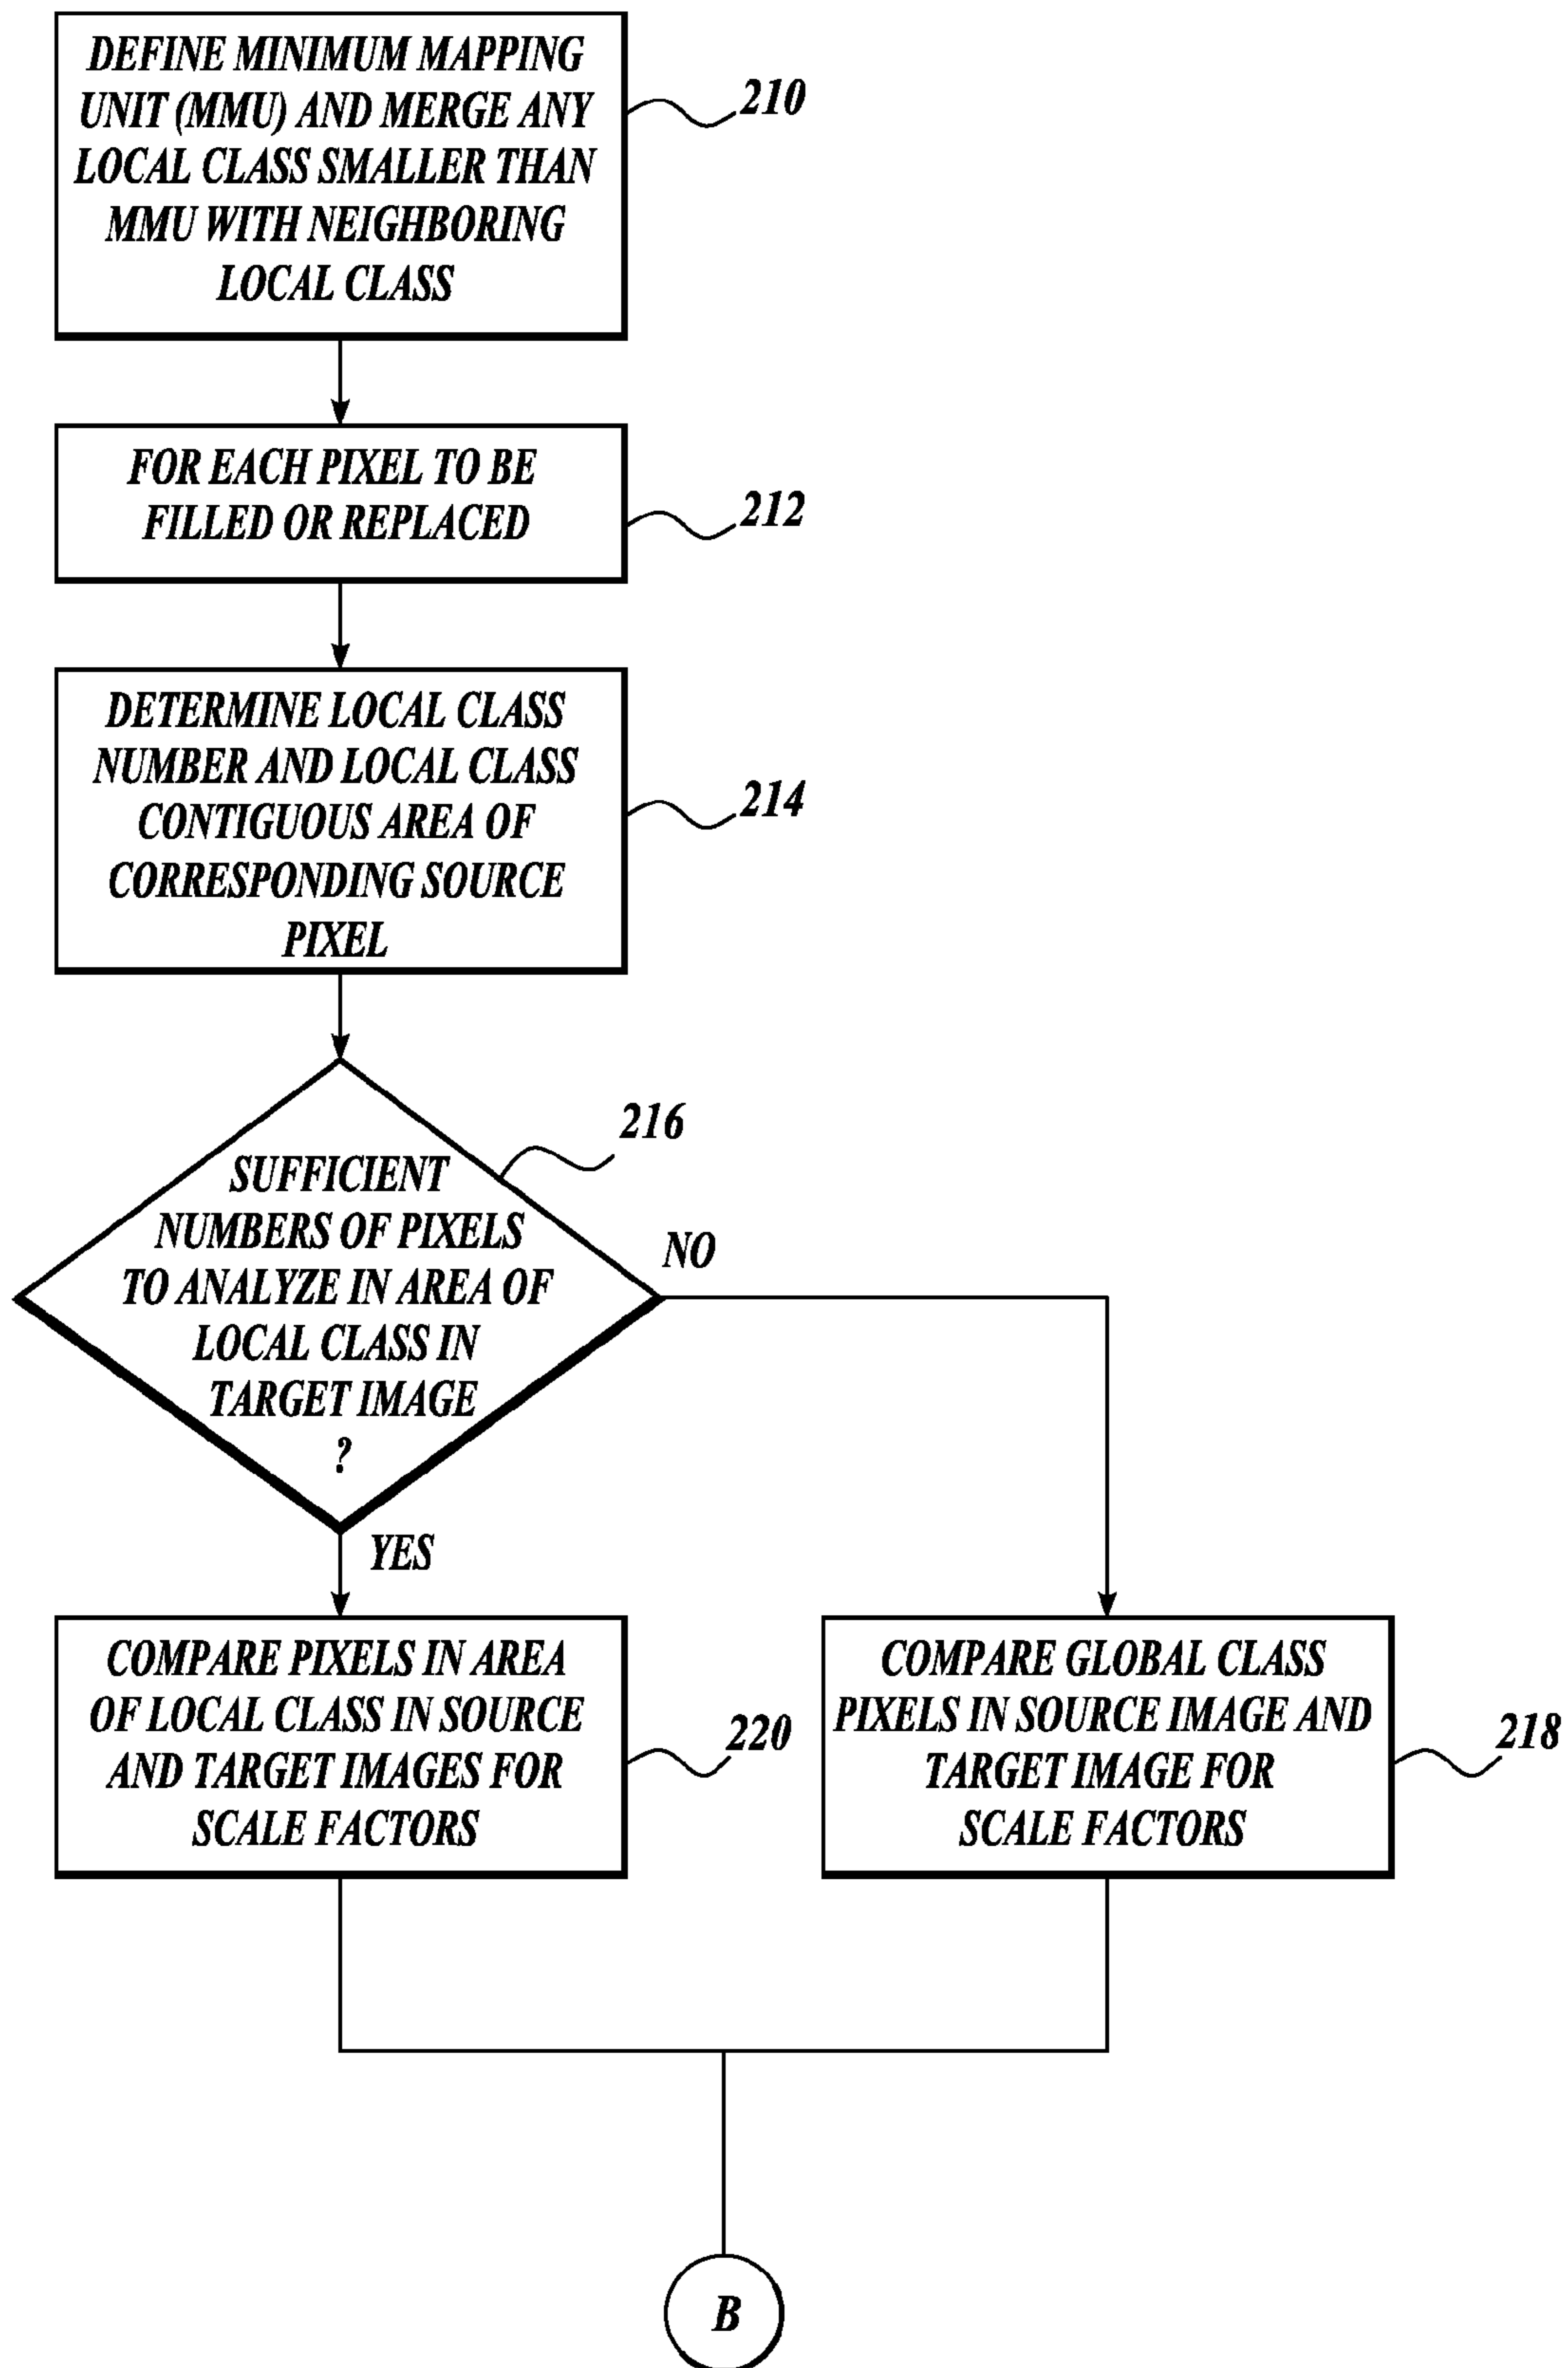 DEFINE MINIMUM MAPPING
UNIT (MMU) AND MERGE ANY
LOCAL CLASS SMALLER THAN
MMU WITH NEIGHBORING
LOCAL CLASS
210
FOR EACH PIXEL TO BE
FILLED OR REPLACED
212
DETERMINE LOCAL CLASS
NUMBER AND LOCAL CLASS
CONTIGUOUS AREA OF
CORRESPONDING SOURCE
PIXEL
214
216
SUFFICIENT
NUMBERS OF PIXELS
TO ANALYZE IN AREA OF
LOCAL CLASS IN
TARGET IMAGE
?
NO
YES
COMPARE PIXELS IN AREA
OF LOCAL CLASS IN SOURCE
AND TARGET IMAGES FOR
SCALE FACTORS
220
COMPARE GLOBAL CLASS
PIXELS IN SOURCE IMAGE AND
TARGET IMAGE FOR
SCALE FACTORS
218
B